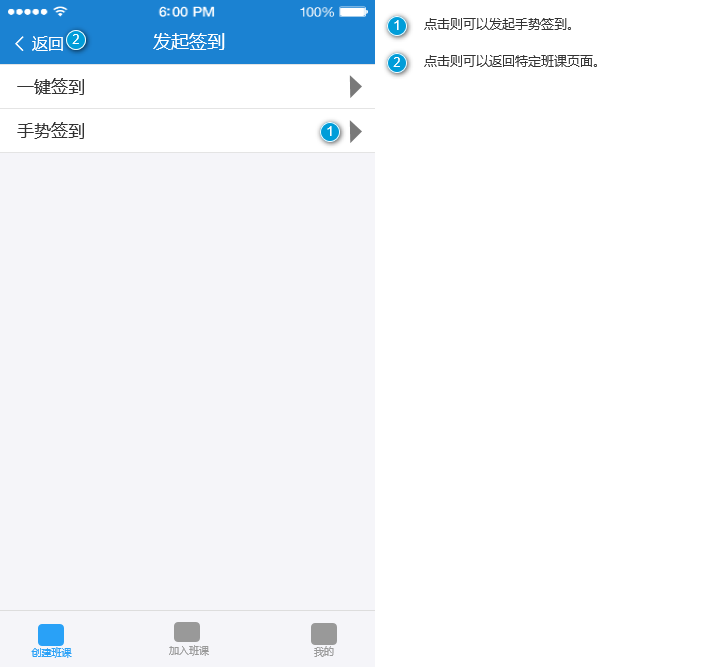 6:00 PM 100%
返回 2 发起签到
一键签到
手势签到 1
创建班课 加入班课 我的
1 点击则可以发起手势签到。
2 点击则可以返回特定班课页面。